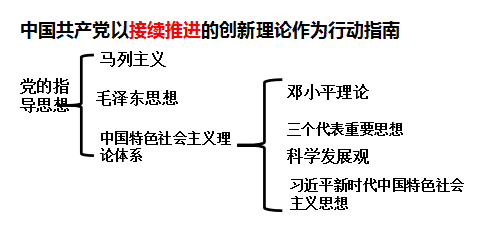 中国共产党以接续推进的创新理论作为行动指南
党的指
导思想
马列主义
毛泽东思想
中国特色社会主义理
论体系
邓小平理论
三个代表重要思想
科学发展观
习近平新时代中国特色社会
主义思想